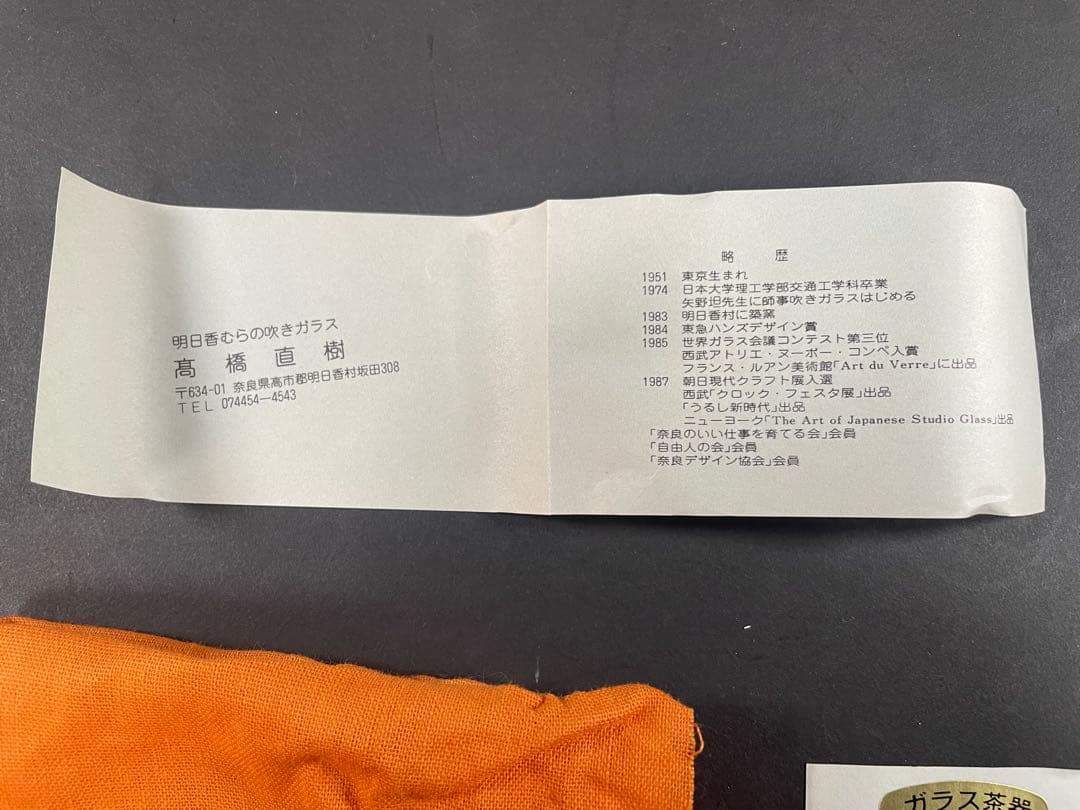 明日香むらの吹きガラス
髙橋直樹
〒634-01 奈良県高市郡明日香村坂田308
TEL 074454-4543
略歴
1951 東京生まれ
1974 日本大学理工学部交通工学科卒業
矢野坦先生に師事吹きガラスはじめる
1983 明日香村に築窯
1984 東急ハンズデザイン賞
1985 世界ガラス会議コンテスト第三位
西武アトリエ・ヌーボー・コンペ入賞
フランス・ルアン美術館「Art du Verre」に出品
1987 朝日現代クラフト展入選
西武「クロック・フェスタ展」出品
「うるし新時代」出品
ニューヨーク「The Art of Japanese Studio Glass」出品
「奈良のいい仕事を育てる会」会員
「自由人の会」会員
「奈良デザイン協会」会員
ガラス茶器